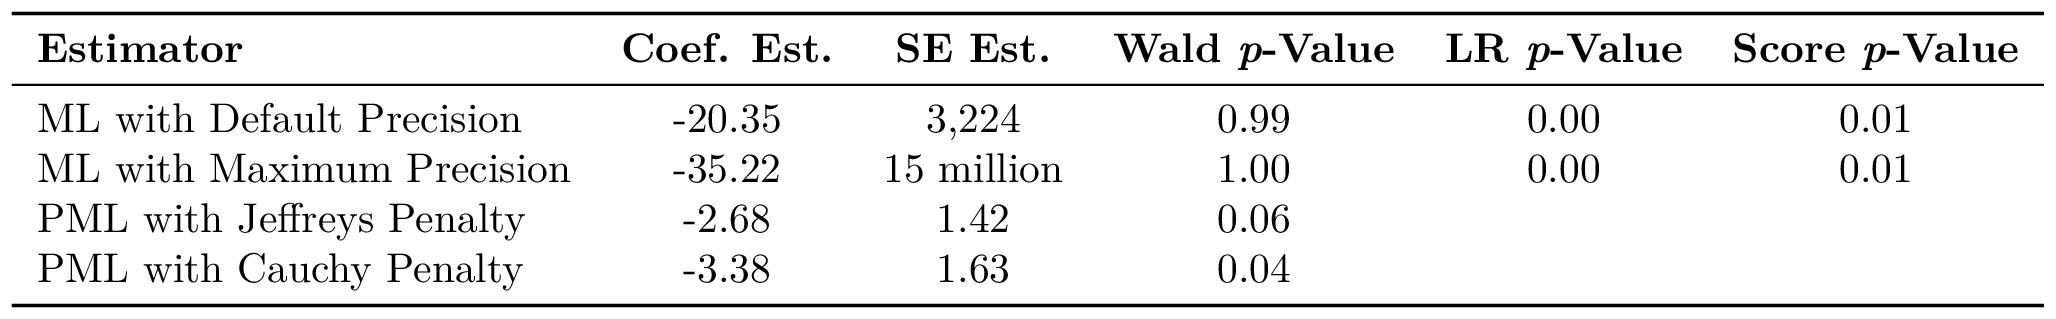 Estimator Coef. Est. SE Est. Wald p-Value LR p-Value Score p-Value
ML with Default Precision -20.35 3,224 0.99 0.00 0.01
ML with Maximum Precision -35.22 15 million 1.00 0.00 0.01
PML with Jeffreys Penalty -2.68 1.42 0.06
PML with Cauchy Penalty -3.38 1.63 0.04